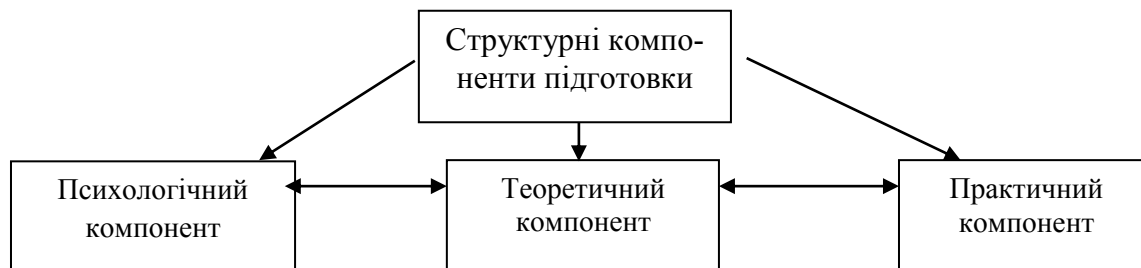 Структурні компо-
ненти підготовки
Психологічний
компонент
Теоретичний
компонент
Практичний
компонент